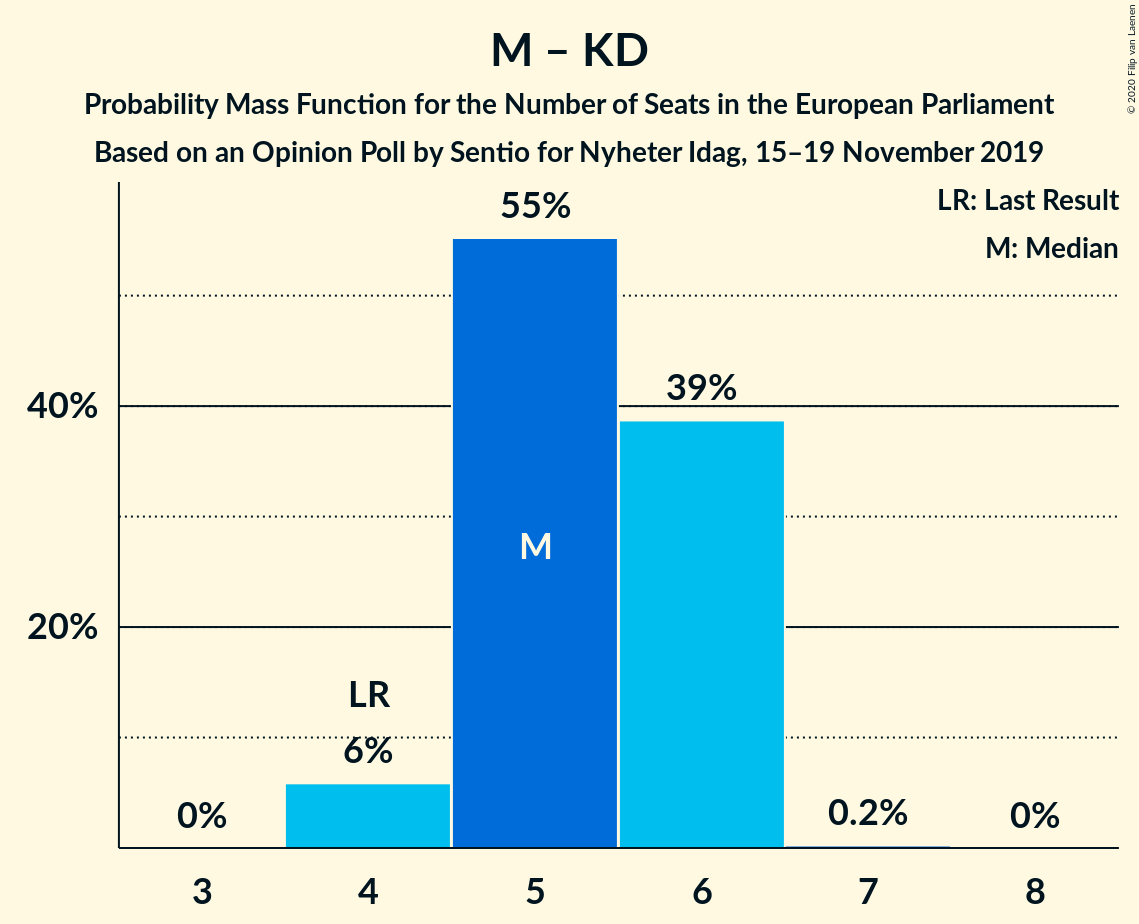 M – KD
Probability Mass Function for the Number of Seats in the European Parliament
Based on an Opinion Poll by Sentio for Nyheter Idag, 15–19 November 2019
© 2020 Filip van Laenen
LR: Last Result
M: Median
55%
40%
39%
M
20%
LR
6%
0%
0.2%
0%
3 4 5 6 7 8